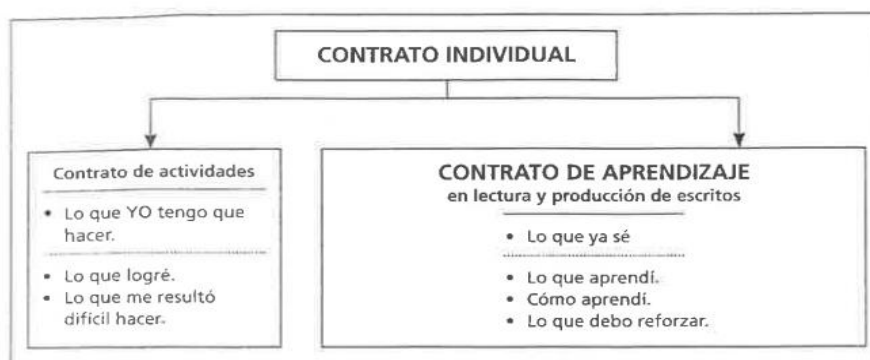 CONTRATO INDIVIDUAL
Contrato de actividades
• Lo que YO tengo que
hacer.
• Lo que logré.
• Lo que me resultó
difícil hacer.
CONTRATO DE APRENDIZAJE
en lectura y producción de escritos
• Lo que ya sé
• Lo que aprendí.
• Cómo aprendí.
• Lo que debo reforzar.